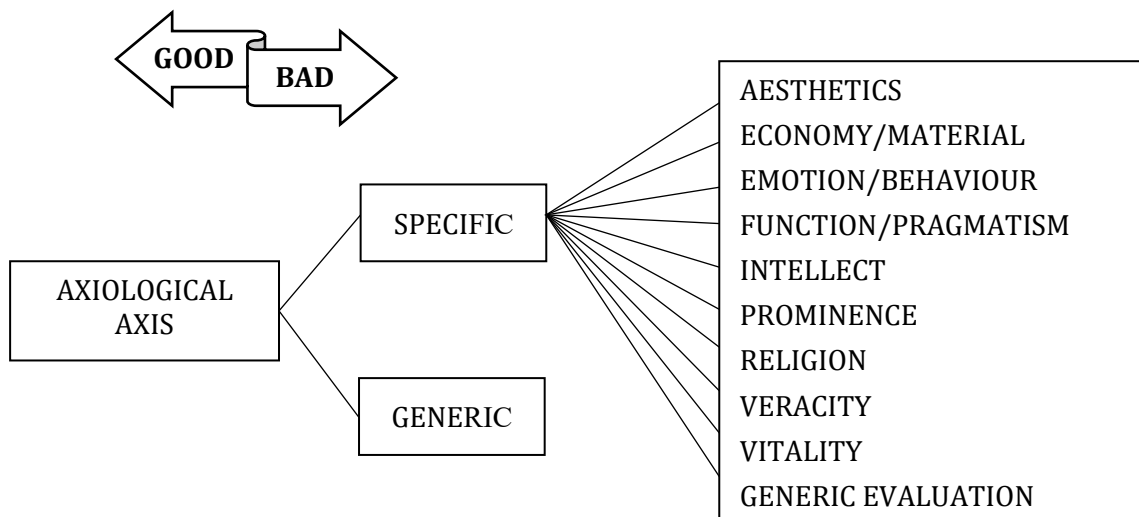 GOOD
BAD
AESTHETICS
ECONOMY/MATERIAL
EMOTION/BEHAVIOUR
FUNCTION/PRAGMATISM
INTELLECT
PROMINENCE
RELIGION
VERACITY
VITALITY
GENERIC EVALUATION
SPECIFIC
AXIOLOGICAL
AXIS
GENERIC